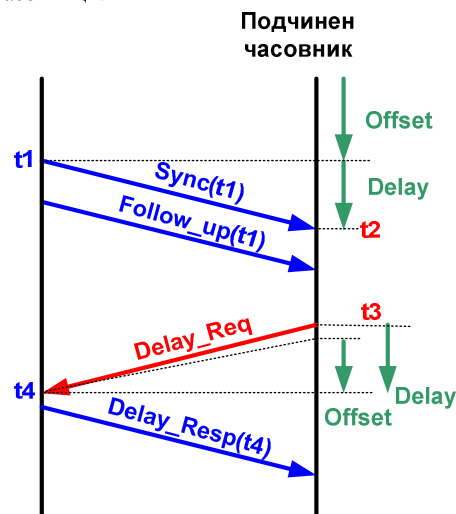 Подчинен
часовник
Offset
t1
Sync(t1)
Delay
Follow_up(t1)
t2
t3
Delay_Req
t4
Delay
Offset
Delay_Resp(t4)